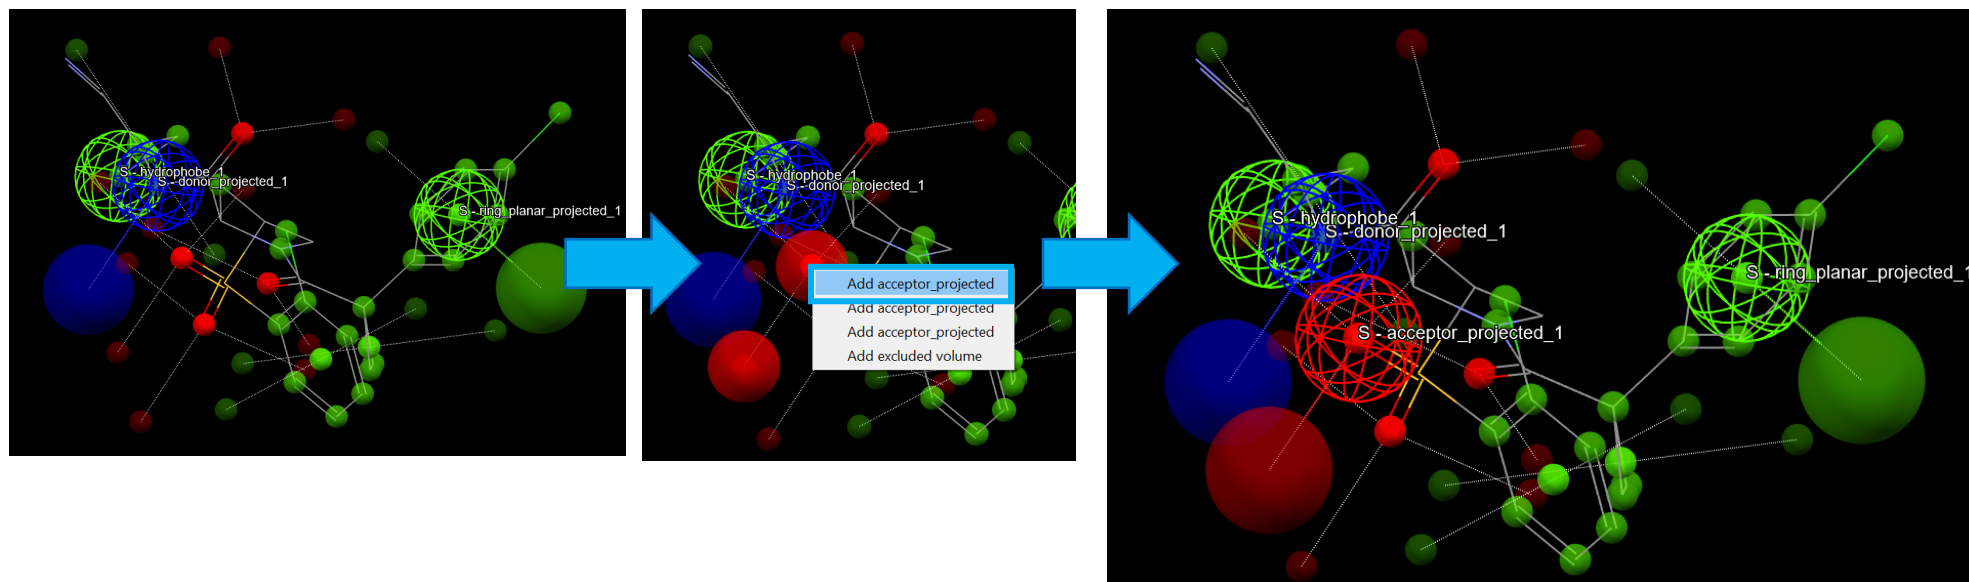 S - hydrophobe_1
S - donor_projected_1
S - ring_planar_projected_1
S - hydrophobe_1
S - donor_projected_1
Add acceptor_projected
Add acceptor_projected
Add acceptor_projected
Add excluded volume
S - hydrophobe_1
S - donor_projected_1
S - ring_planar_projected_1
S - acceptor_projected_1